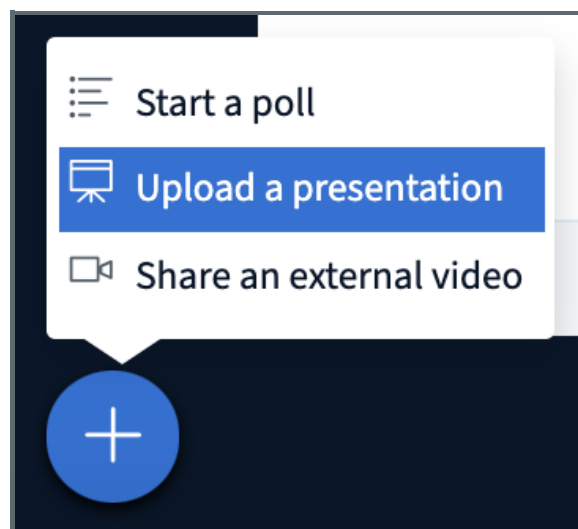 Start a poll
Upload a presentation
Share an external video